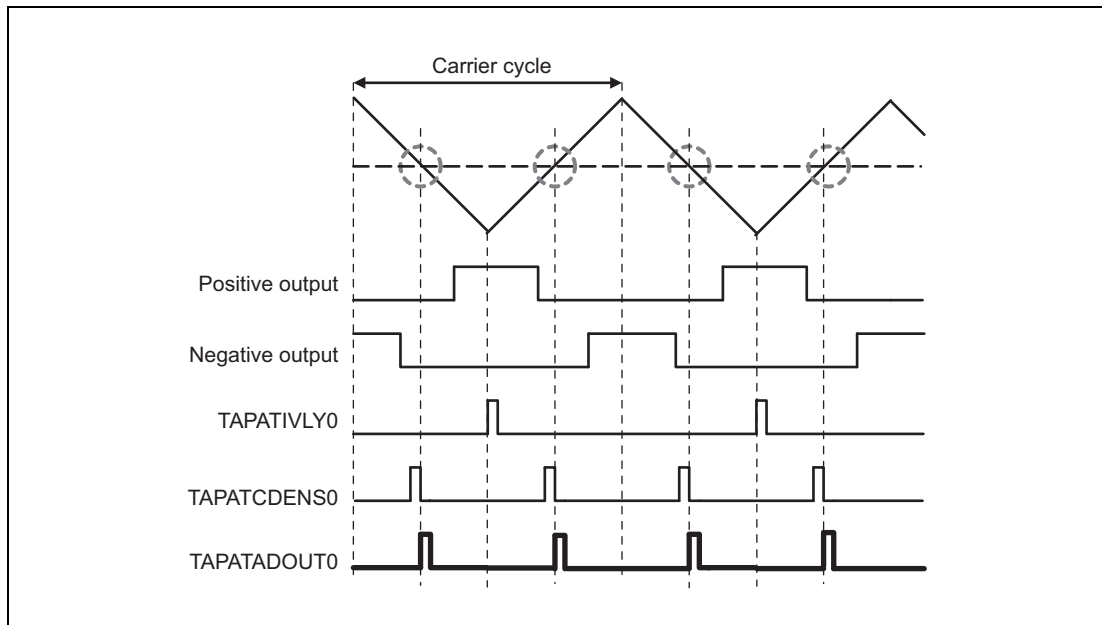 Carrier cycle
Positive output
Negative output
TAPATIVLY0
TAPATCDENS0
TAPATADOUT0